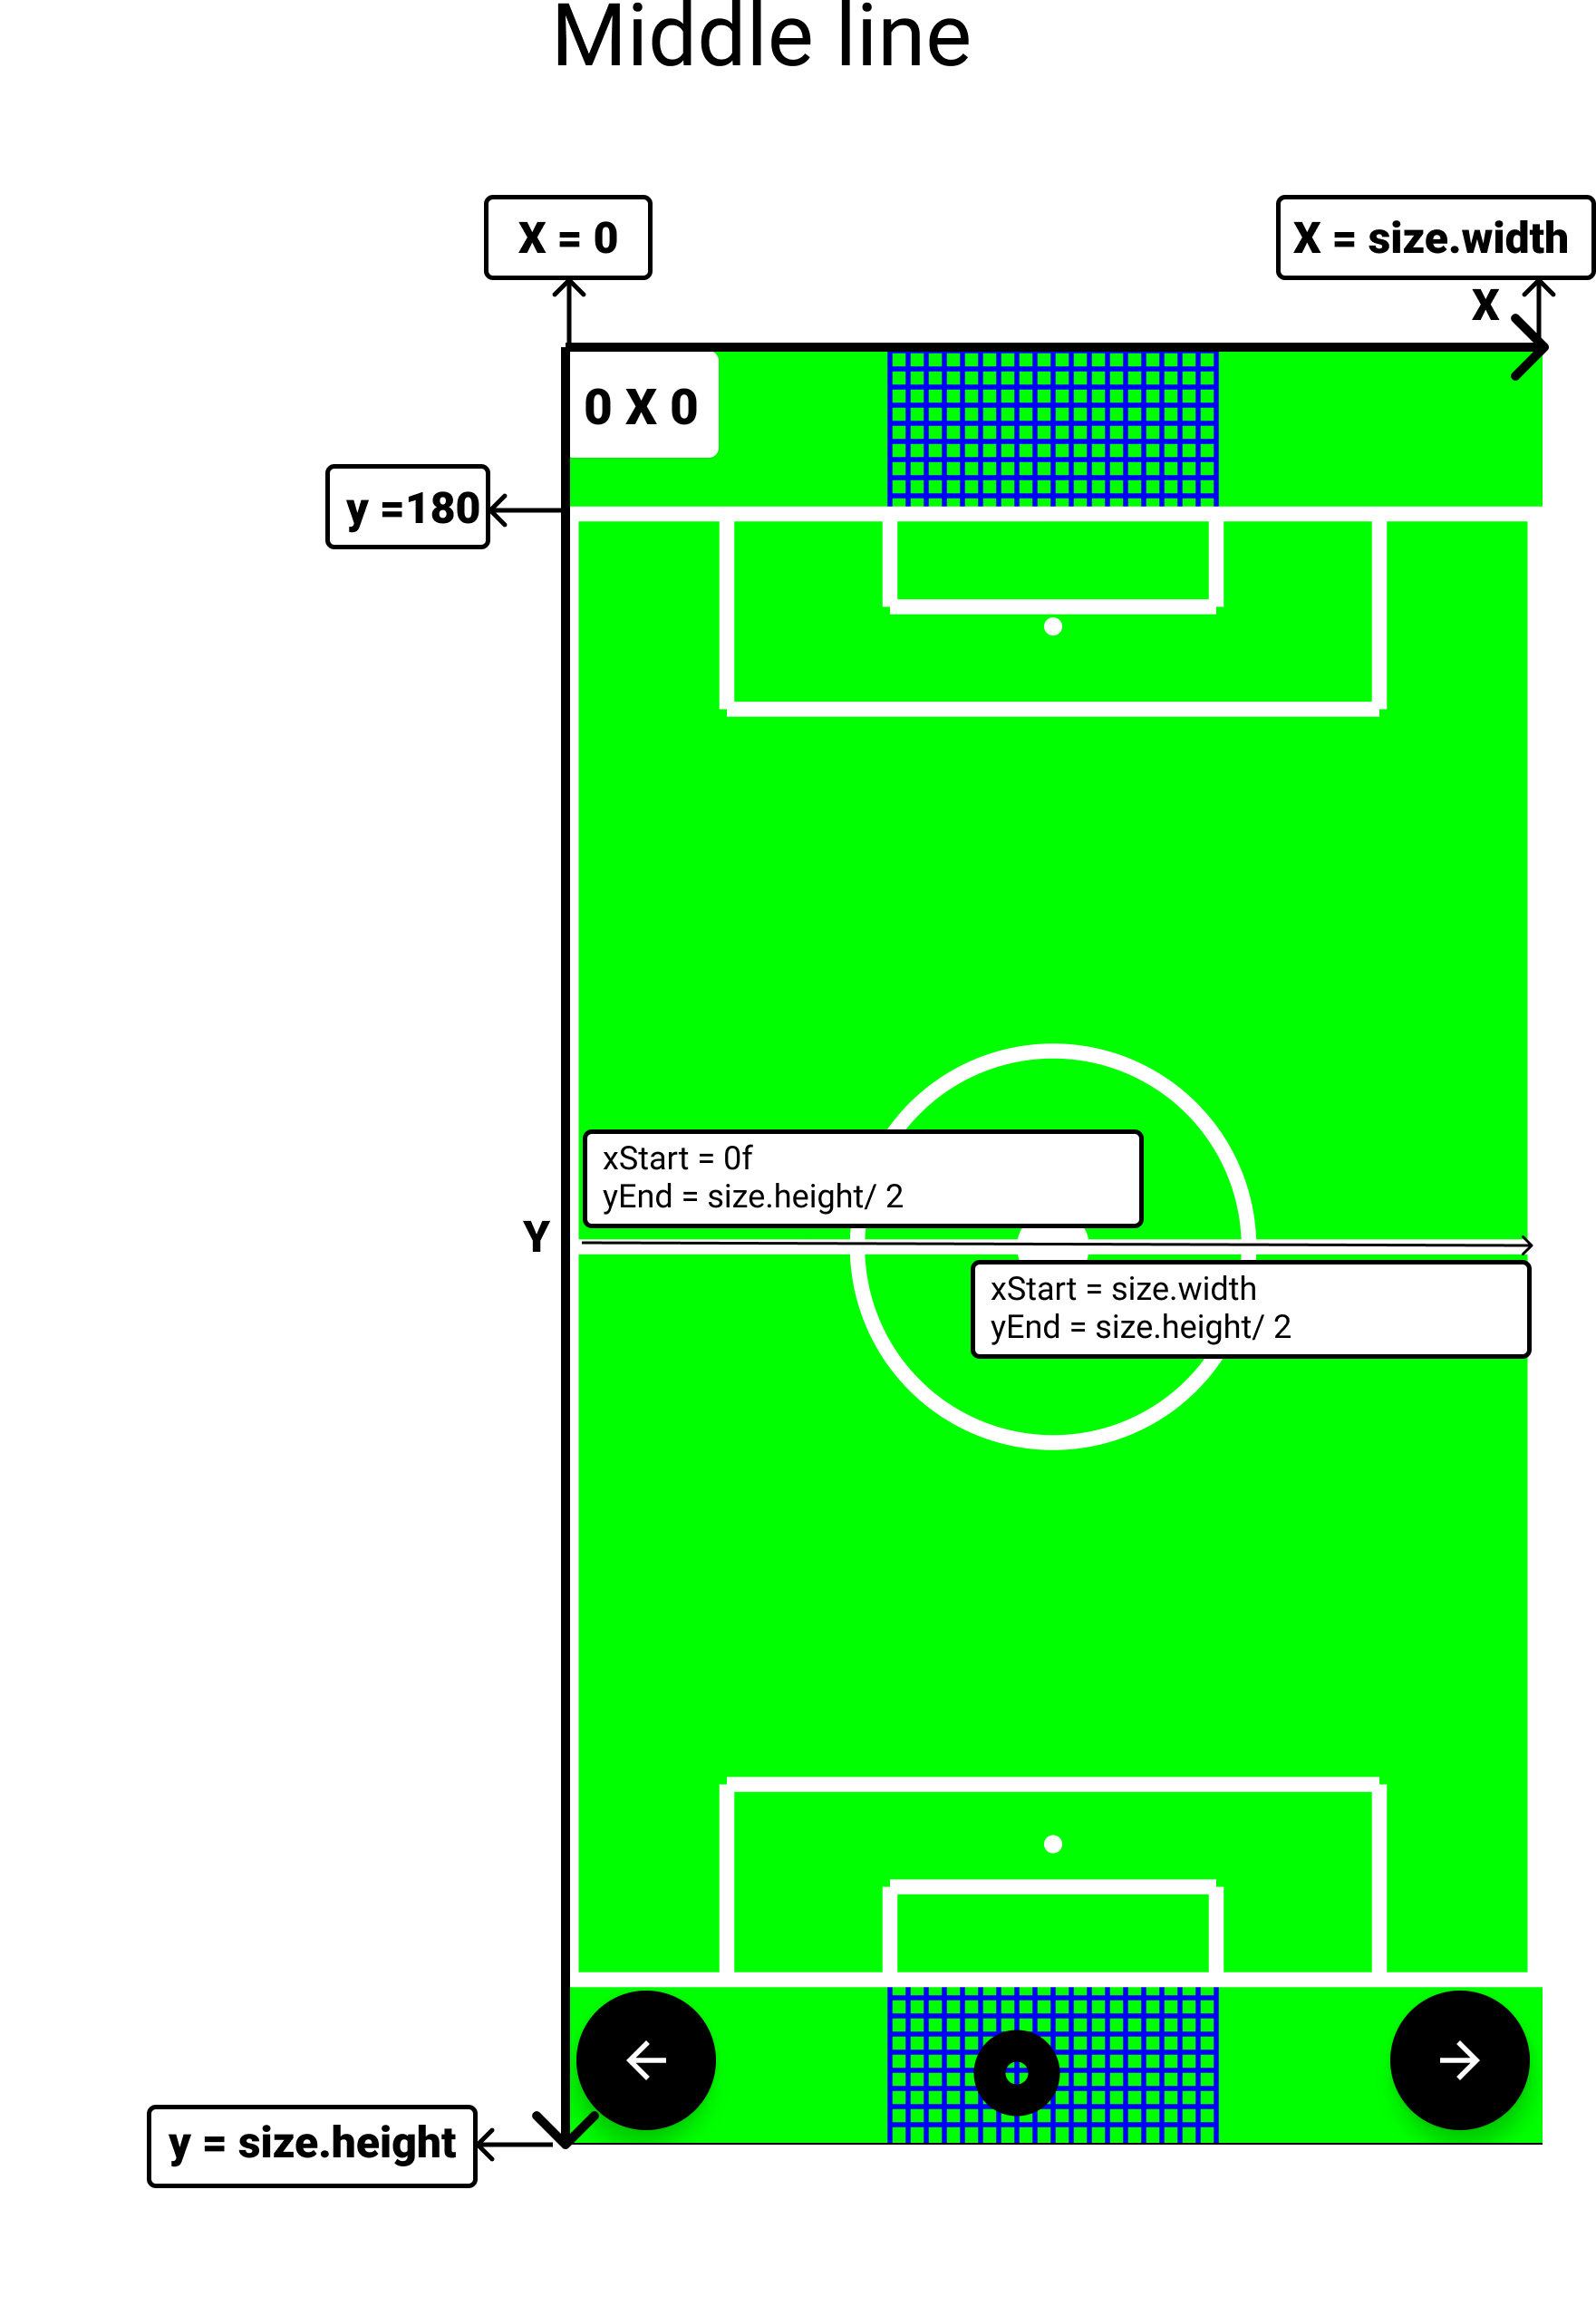 Middle line
X = 0
X = size.width
X
0 X 0
y =180
xStart = 0f
yEnd = size.height/ 2
Y
xStart = size.width
yEnd = size.height/ 2
y = size.height